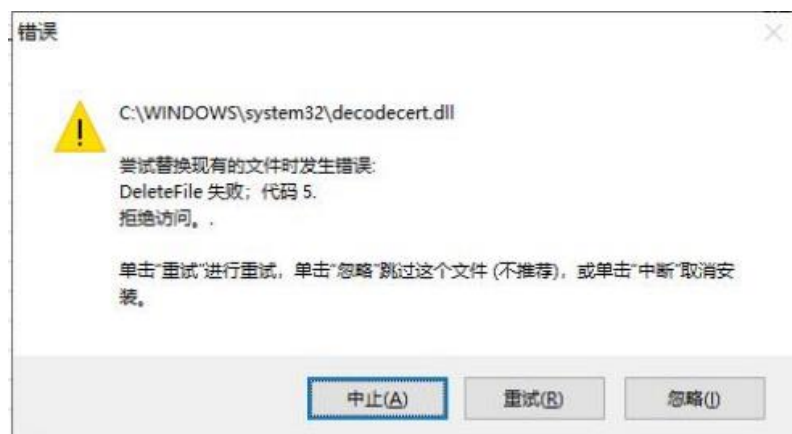 错误
C:\WINDOWS\system32\decodecert.dll
尝试替换现有的文件时发生错误:
DeleteFile 失败；代码 5.
拒绝访问。.
单击“重试”进行重试，单击“忽略”跳过这个文件 (不推荐)，或单击“中断”取消安
装。
中止(A)
重试(R)
忽略(I)